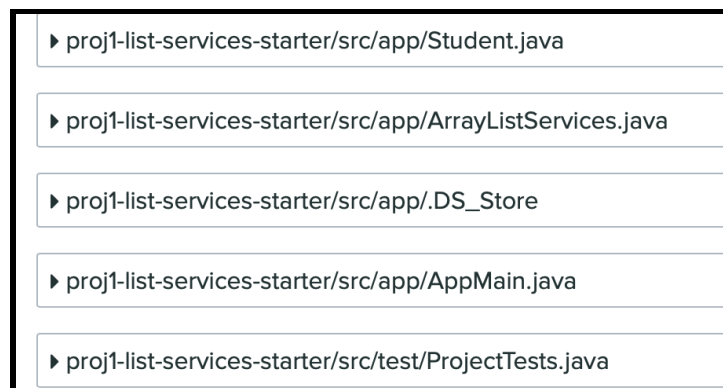 proj1-list-services-starter/src/app/Student.java
proj1-list-services-starter/src/app/ArrayListServices.java
proj1-list-services-starter/src/app/.DS_Store
proj1-list-services-starter/src/app/AppMain.java
proj1-list-services-starter/src/test/ProjectTests.java